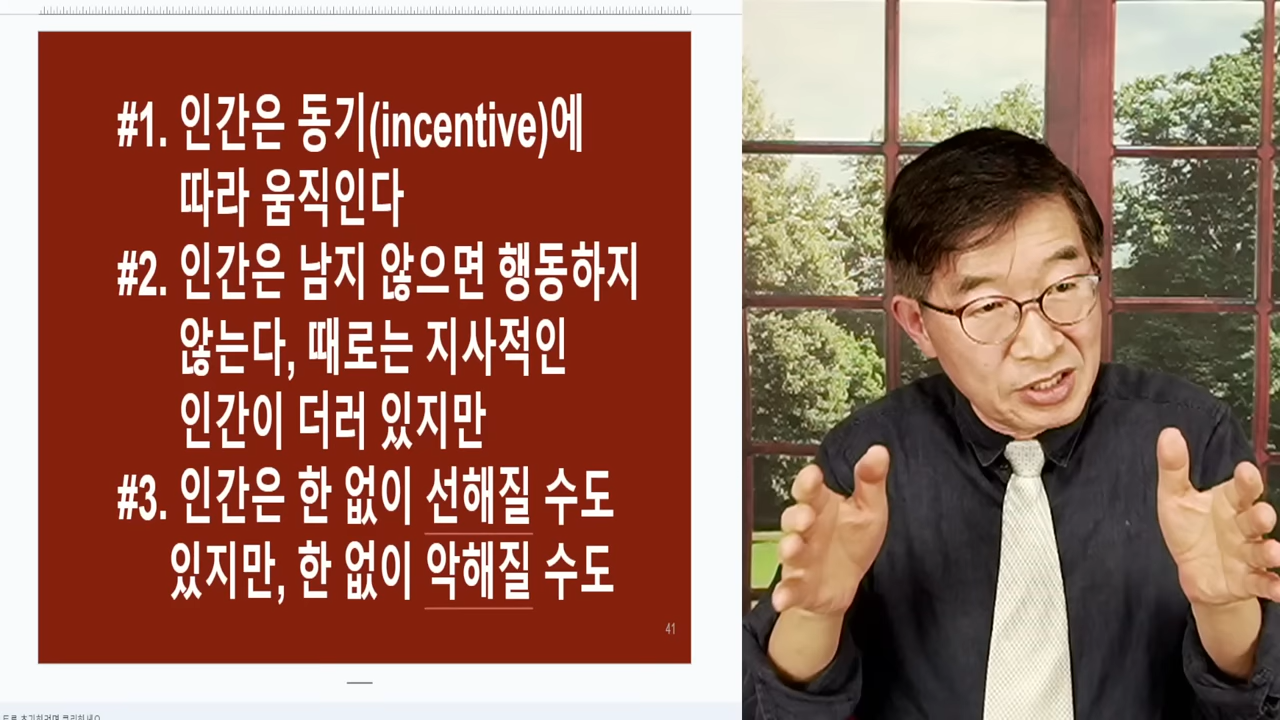 #1. 인간은 동기(incentive)에
따라 움직인다
#2. 인간은 남지 않으면 행동하지
않는다, 때로는 지사적인
인간이 더러 있지만
#3. 인간은 한 없이 선해질 수도
있지만, 한 없이 악해질 수도
41